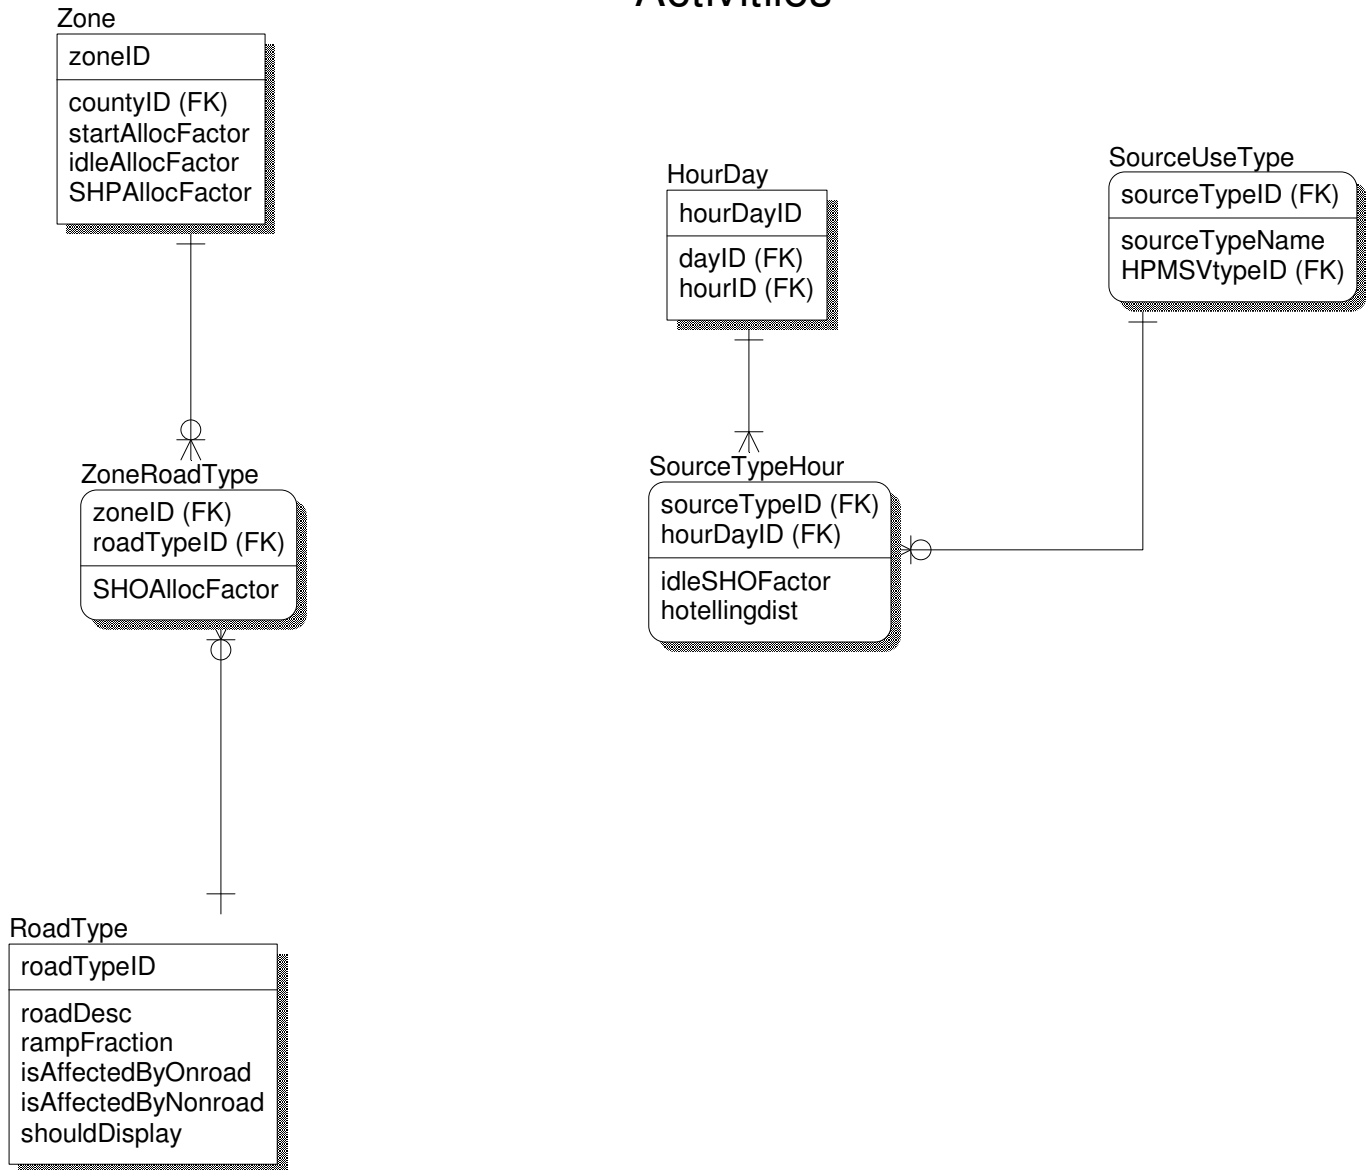 Zone
zoneID
countyID (FK)
startAllocFactor
idleAllocFactor
SHPAllocFactor
HourDay
hourDayID
dayID (FK)
hourID (FK)
SourceUseType
sourceTypeID (FK)
sourceTypeName
HPMSVtypeID (FK)
ZoneRoadType
zoneID (FK)
roadTypeID (FK)
SHOAllocFactor
SourceTypeHour
sourceTypeID (FK)
hourDayID (FK)
idleSHOFactor
hotellingdist
RoadType
roadTypeID
roadDesc
rampFraction
isAffectedByOnroad
isAffectedByNonroad
shouldDisplay